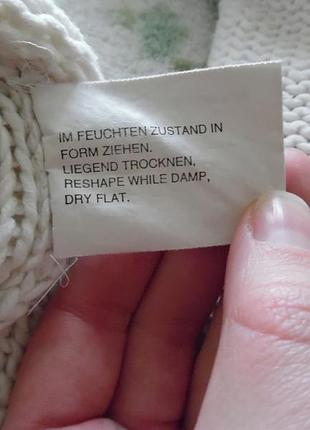 IM FEUCHTEN ZUSTAND IN
FORM ZIEHEN.
LIEGEND TROCKNEN,
RESHAPE WHILE DAMP,
DRY FLAT.